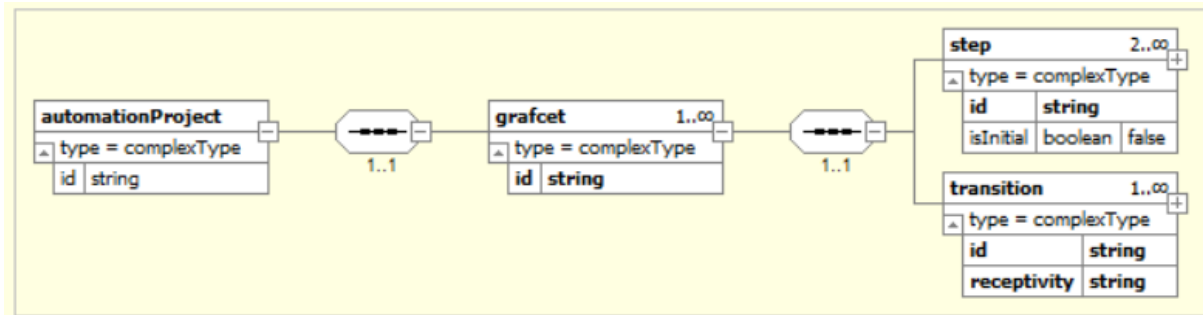 automationProject
type = complexType
id string
1..1
grafcet 1..∞
type = complexType
id string
1..1
step 2..∞
type = complexType
id string
isInitial boolean false
transition 1..∞
type = complexType
id string
receptivity string